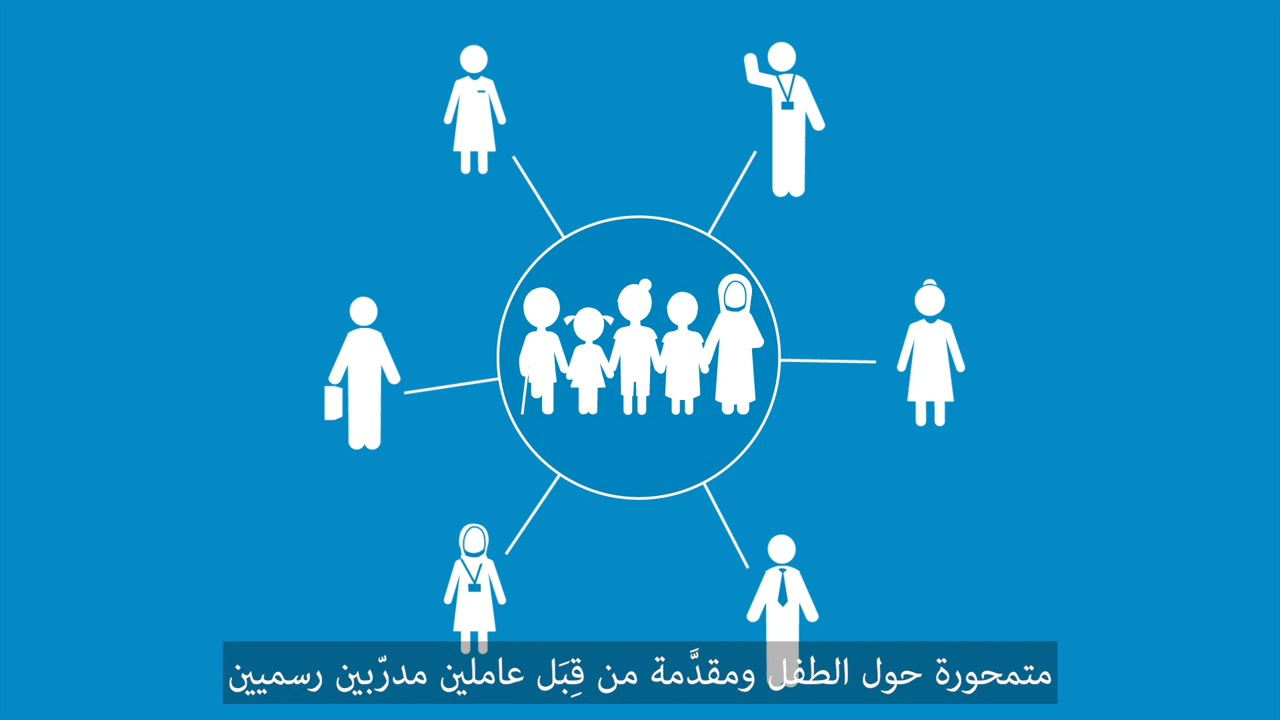 متمحورة حول الطفل ومقدَّمة من قِبَل عاملين مدرّبين رسميين